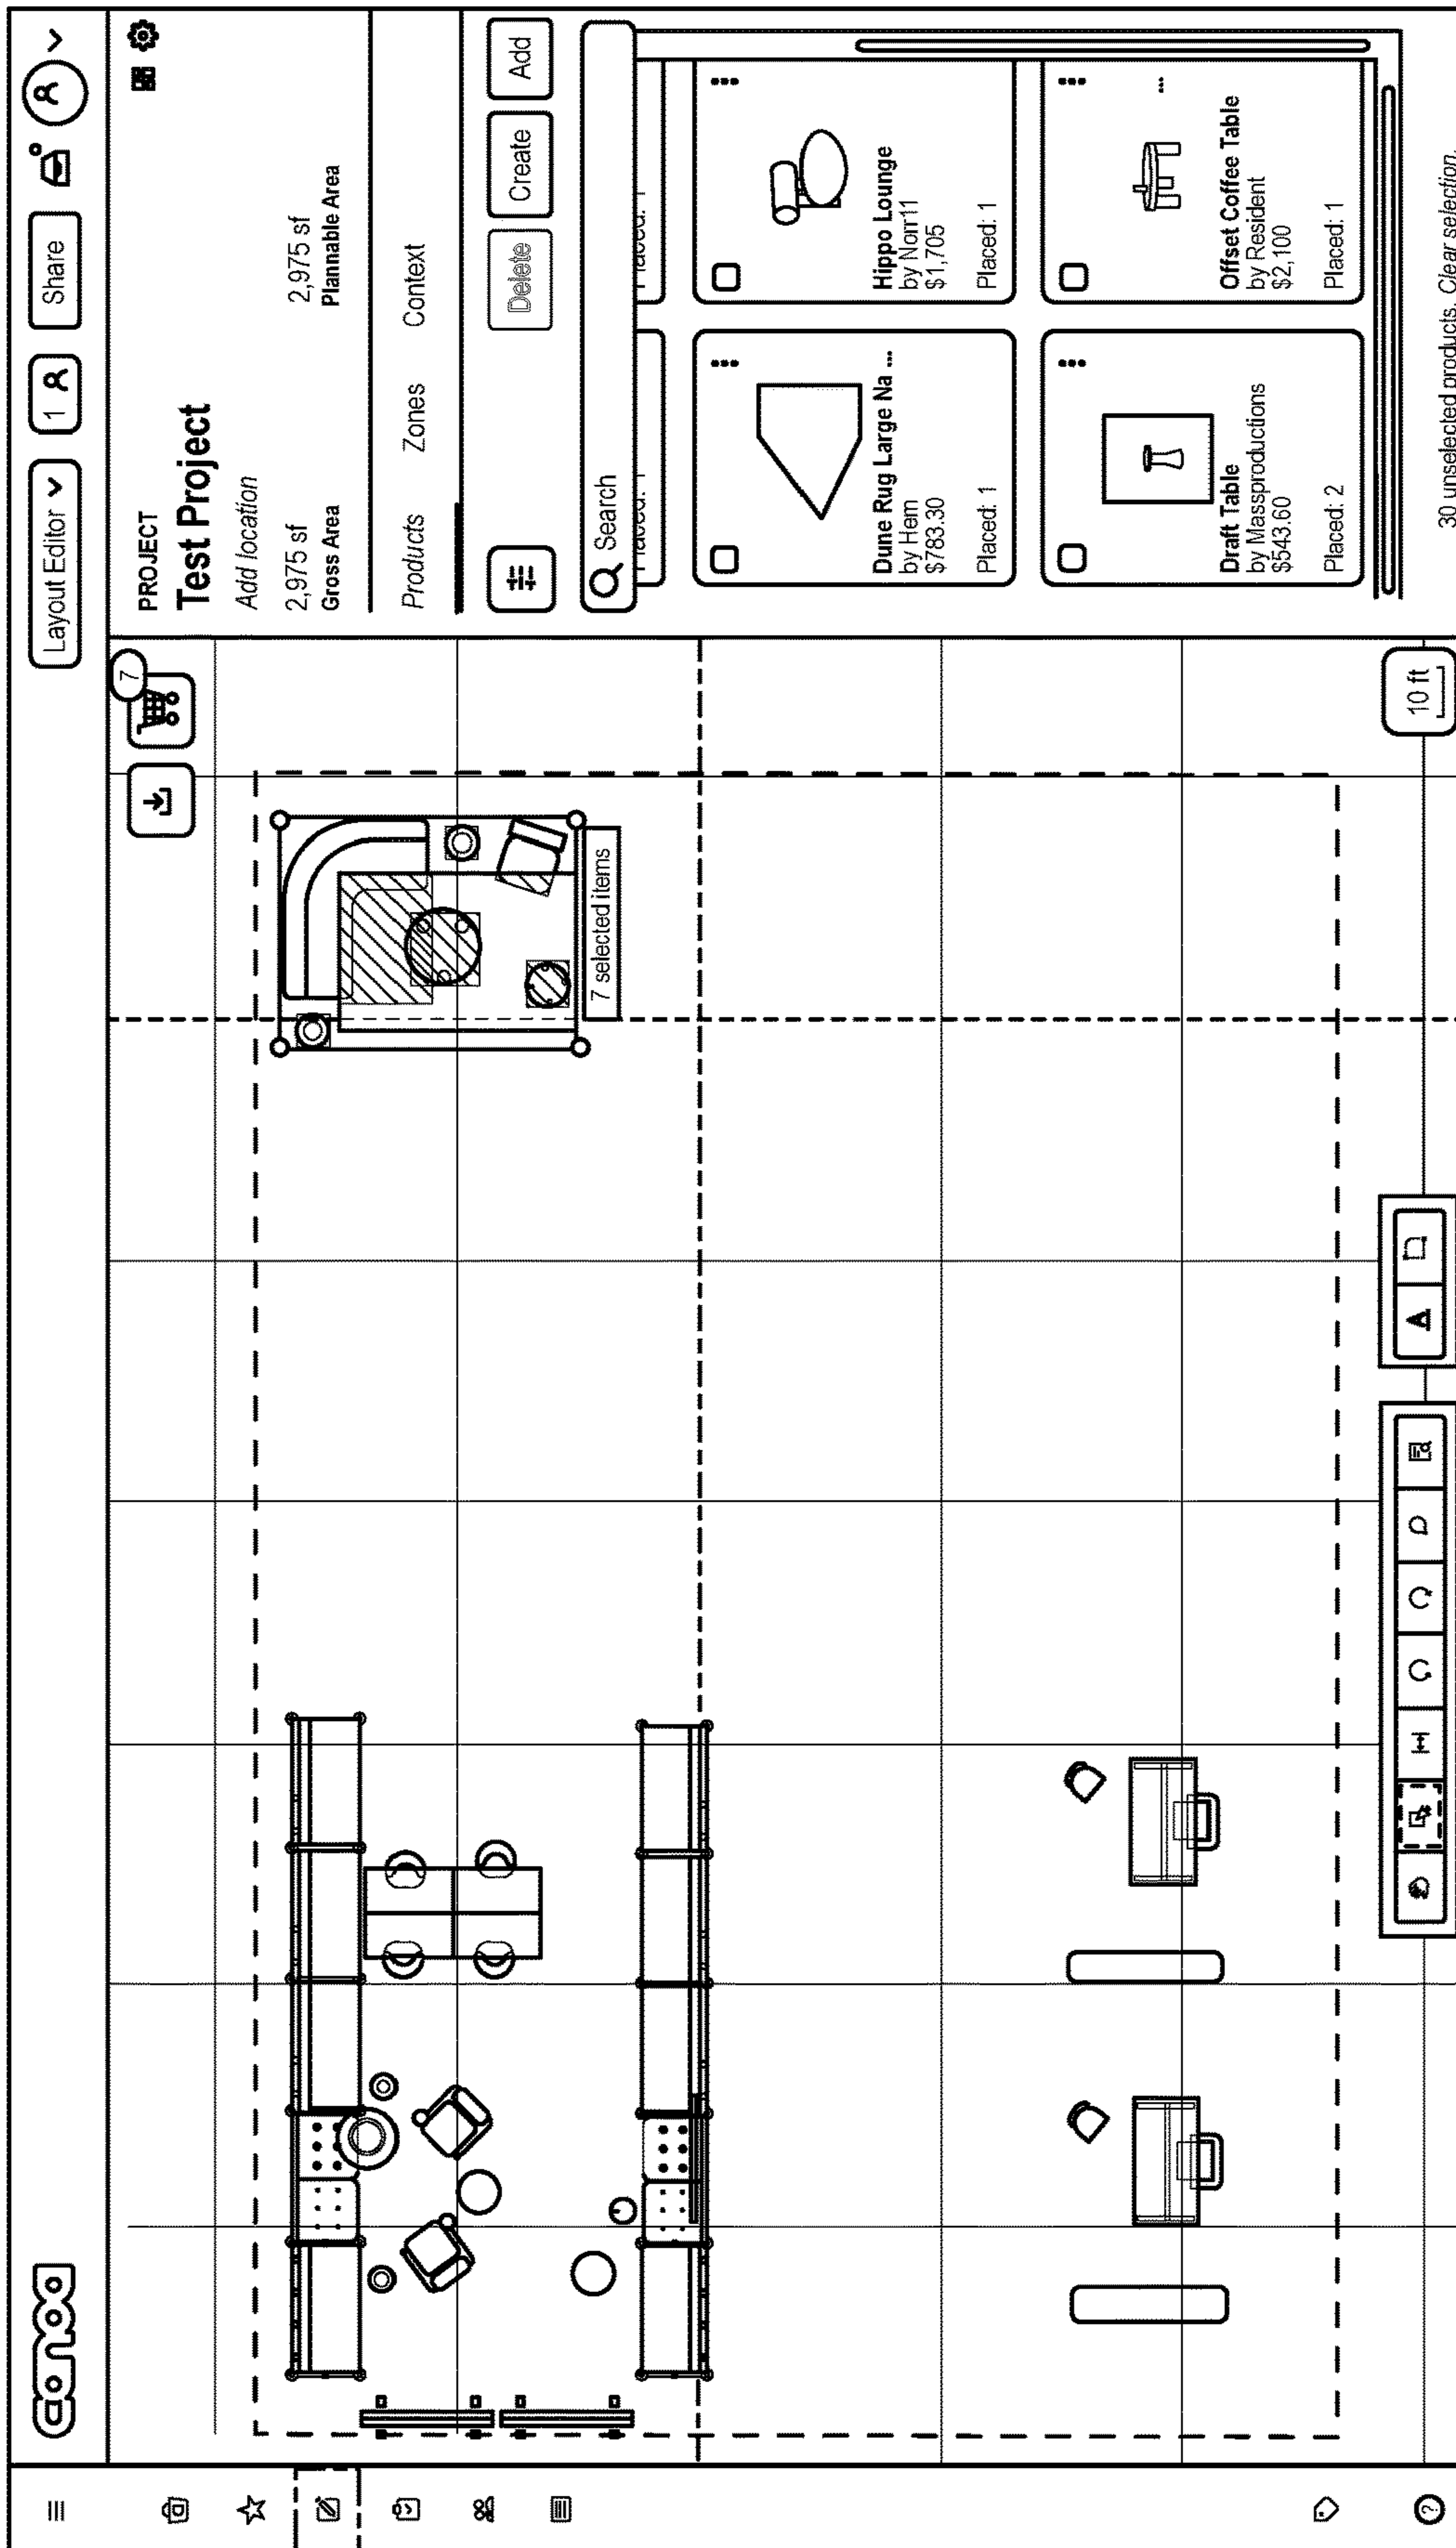 canoa
Layout Editor
1
Share
7
PROJECT
Test Project
Add location
2,975 sf
Gross Area
2,975 sf
Plannable Area
Products
Zones
Context
Delete
Create
Add
Search
Dune Rug Large Na ...
by Hem
$783.30
Placed: 1
Hippo Lounge
by Norr11
$1,705
Placed: 1
Draft Table
by Massproductions
$543.60
Placed: 2
Offset Coffee Table
by Resident
$2,100
Placed: 1
30 unselected products. Clear selection.
7 selected items
10 ft
?